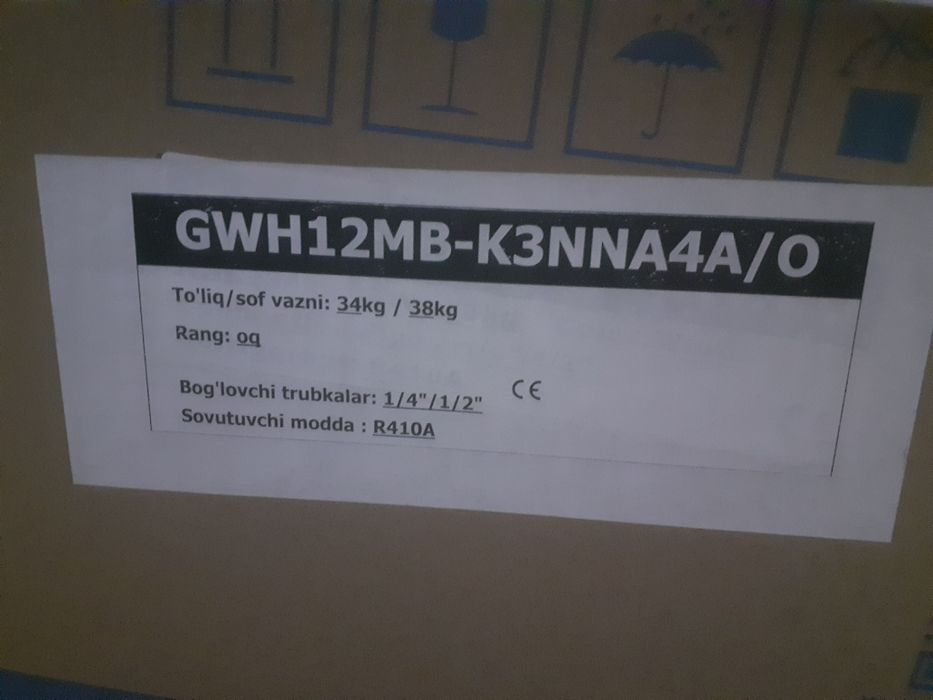 GWH12MB-K3NNA4A/O
To'liq/sof vazni: 34kg / 38kg
Rang: oq
Bog'lovchi trubkalar: 1/4"/1/2"
CE
Sovutuvchi modda : R410A